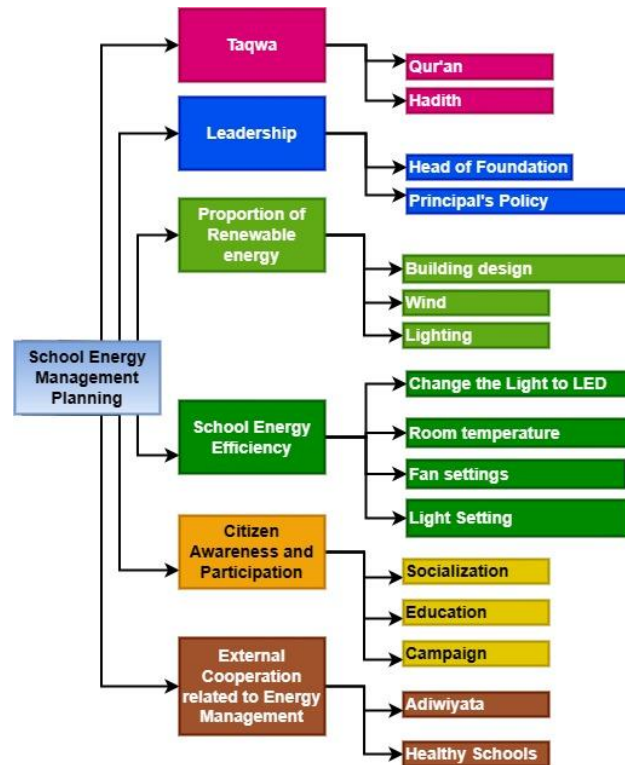 School Energy
Management
Planning
Taqwa
Qur'an
Hadith
Leadership
Head of Foundation
Principal's Policy
Proportion of
Renewable
energy
Building design
Wind
Lighting
School Energy
Efficiency
Change the Light to LED
Room temperature
Fan settings
Light Setting
Citizen
Awareness and
Participation
Socialization
Education
Campaign
External
Cooperation
related to Energy
Management
Adiwiyata
Healthy Schools